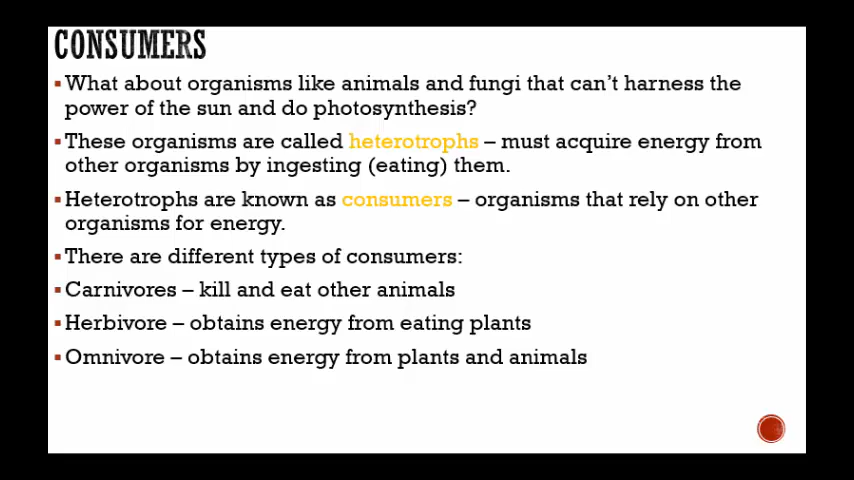 CONSUMERS
▪What about organisms like animals and fungi that can't harness the
power of the sun and do photosynthesis?
▪These organisms are called heterotrophs – must acquire energy from
other organisms by ingesting (eating) them.
▪Heterotrophs are known as consumers – organisms that rely on other
organisms for energy.
▪There are different types of consumers:
▪Carnivores – kill and eat other animals
▪Herbivore – obtains energy from eating plants
▪Omnivore – obtains energy from plants and animals